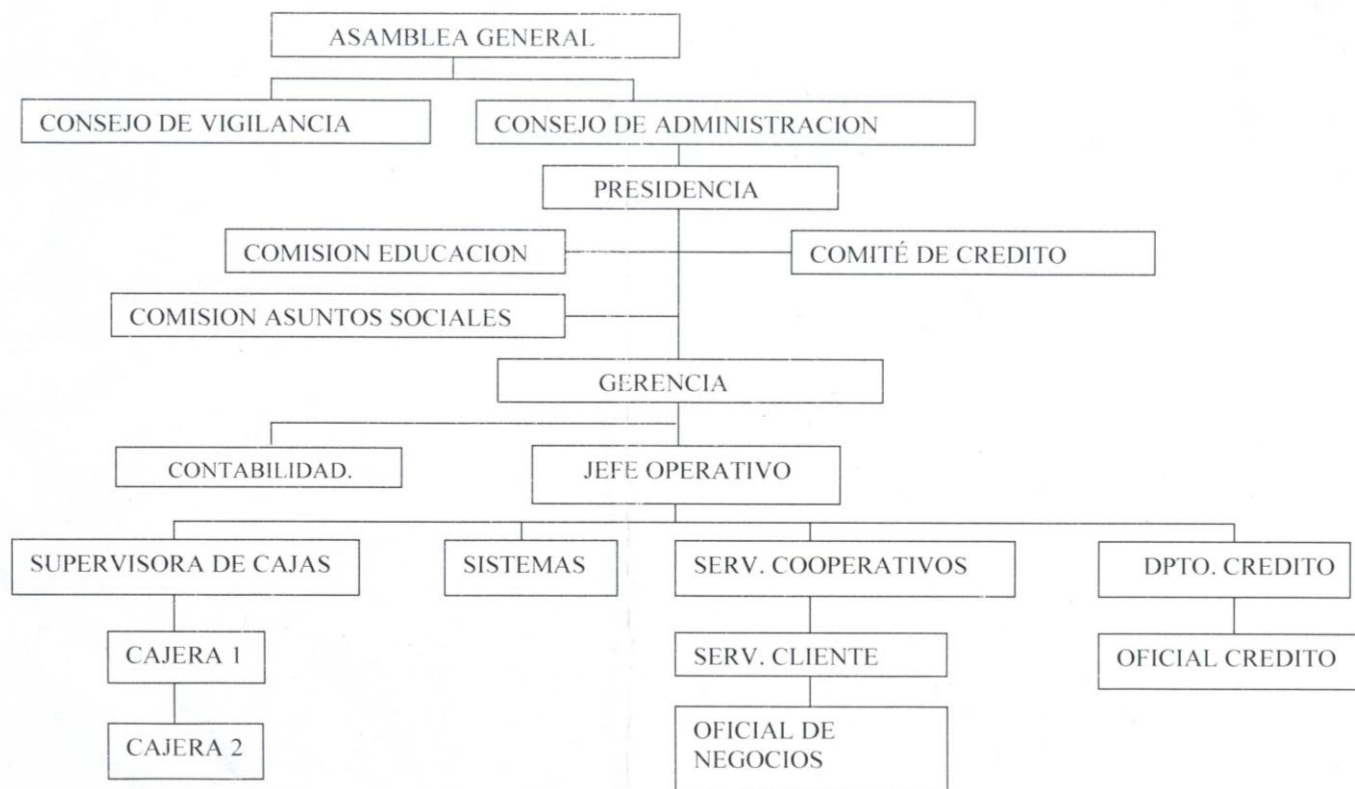 ASAMBLEA GENERAL
CONSEJO DE VIGILANCIA
CONSEJO DE ADMINISTRACION
PRESIDENCIA
COMISION EDUCACION
COMITÉ DE CREDITO
COMISION ASUNTOS SOCIALES
GERENCIA
CONTABILIDAD.
JEFE OPERATIVO
SUPERVISORA DE CAJAS
SISTEMAS
SERV. COOPERATIVOS
DPTO. CREDITO
CAJERA 1
SERV. CLIENTE
OFICIAL CREDITO
CAJERA 2
OFICIAL DE
NEGOCIOS